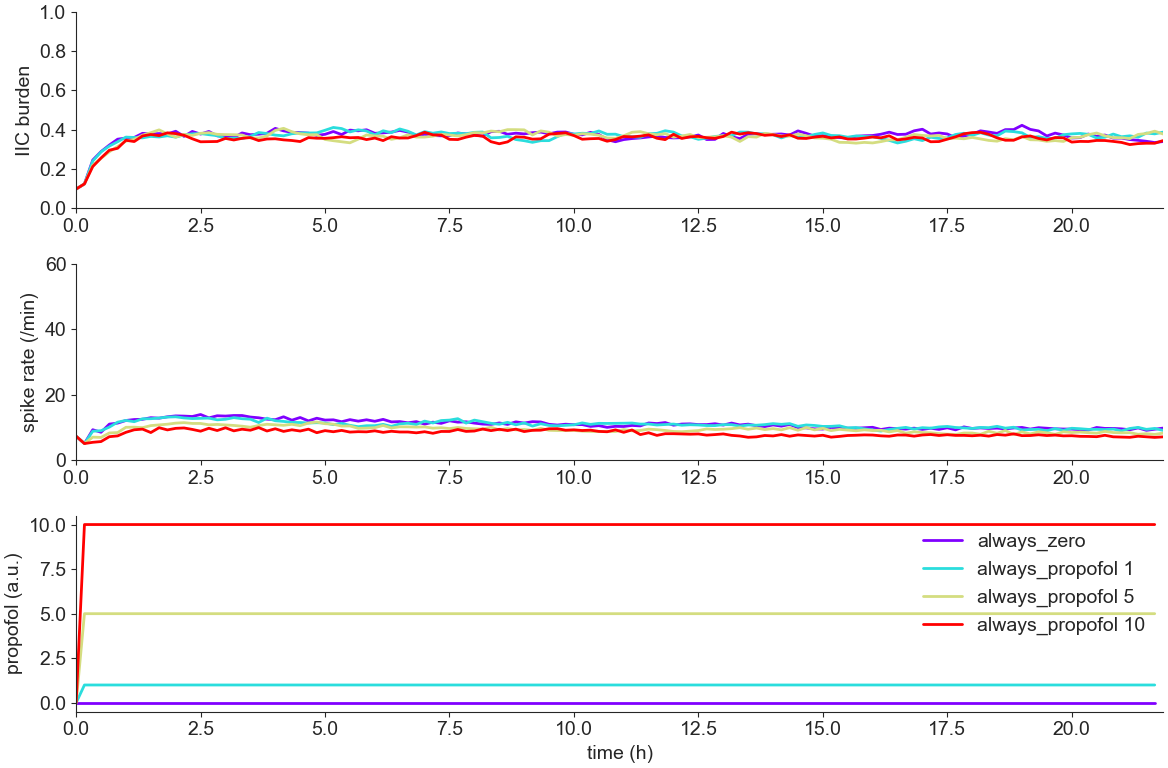 IIC burden
1.0
0.8
0.6
0.4
0.2
0.0
0.0 2.5 5.0 7.5 10.0 12.5 15.0 17.5 20.0
spike rate (/min)
60
40
20
0
0.0 2.5 5.0 7.5 10.0 12.5 15.0 17.5 20.0
propofol (a.u.)
10.0
7.5
5.0
2.5
0.0
always_zero
always_propofol 1
always_propofol 5
always_propofol 10
0.0 2.5 5.0 7.5 10.0 12.5 15.0 17.5 20.0
time (h)